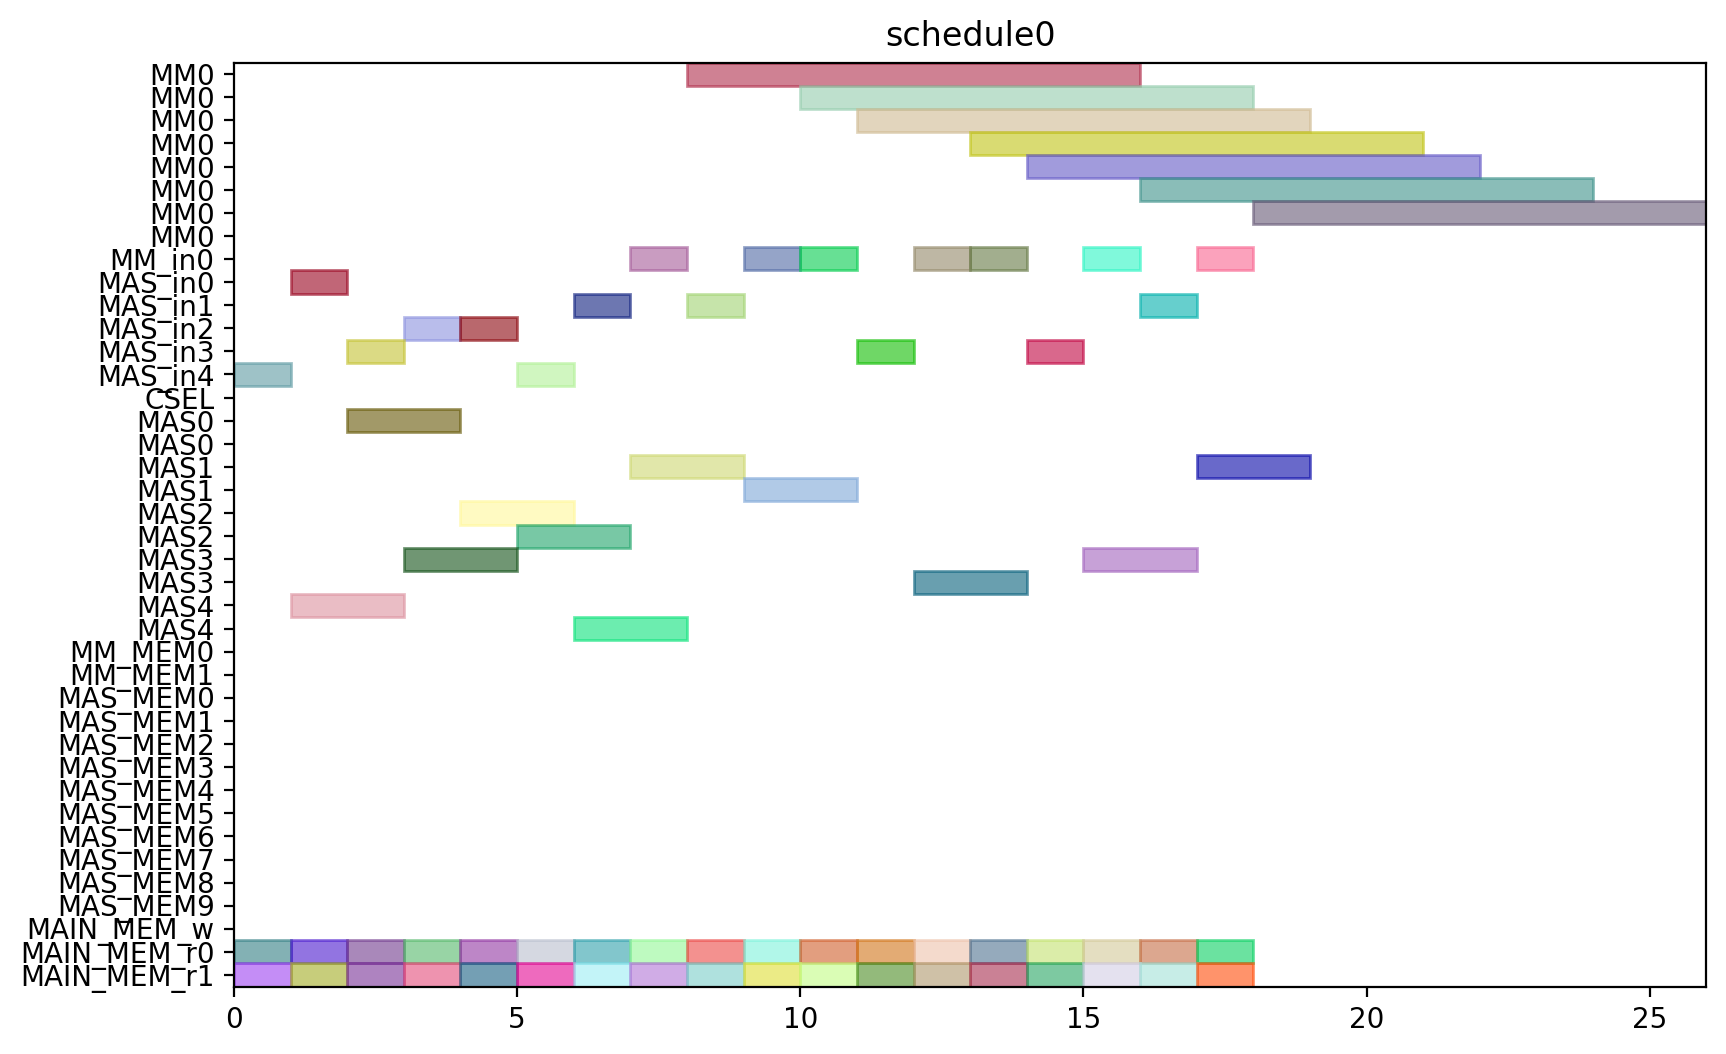 schedule0
MM0
MM0
MM0
MM0
MM0
MM0
MM0
MM0
MM_in0
MAS_in0
MAS_in1
MAS_in2
MAS_in3
MAS_in4
CSEL
MAS0
MAS0
MAS1
MAS1
MAS2
MAS2
MAS3
MAS3
MAS4
MAS4
MM_MEM0
MM_MEM1
MAS_MEM0
MAS_MEM1
MAS_MEM2
MAS_MEM3
MAS_MEM4
MAS_MEM5
MAS_MEM6
MAS_MEM7
MAS_MEM8
MAS_MEM9
MAIN_MEM_w
MAIN_MEM_r0
MAIN_MEM_r1
0 5 10 15 20 25